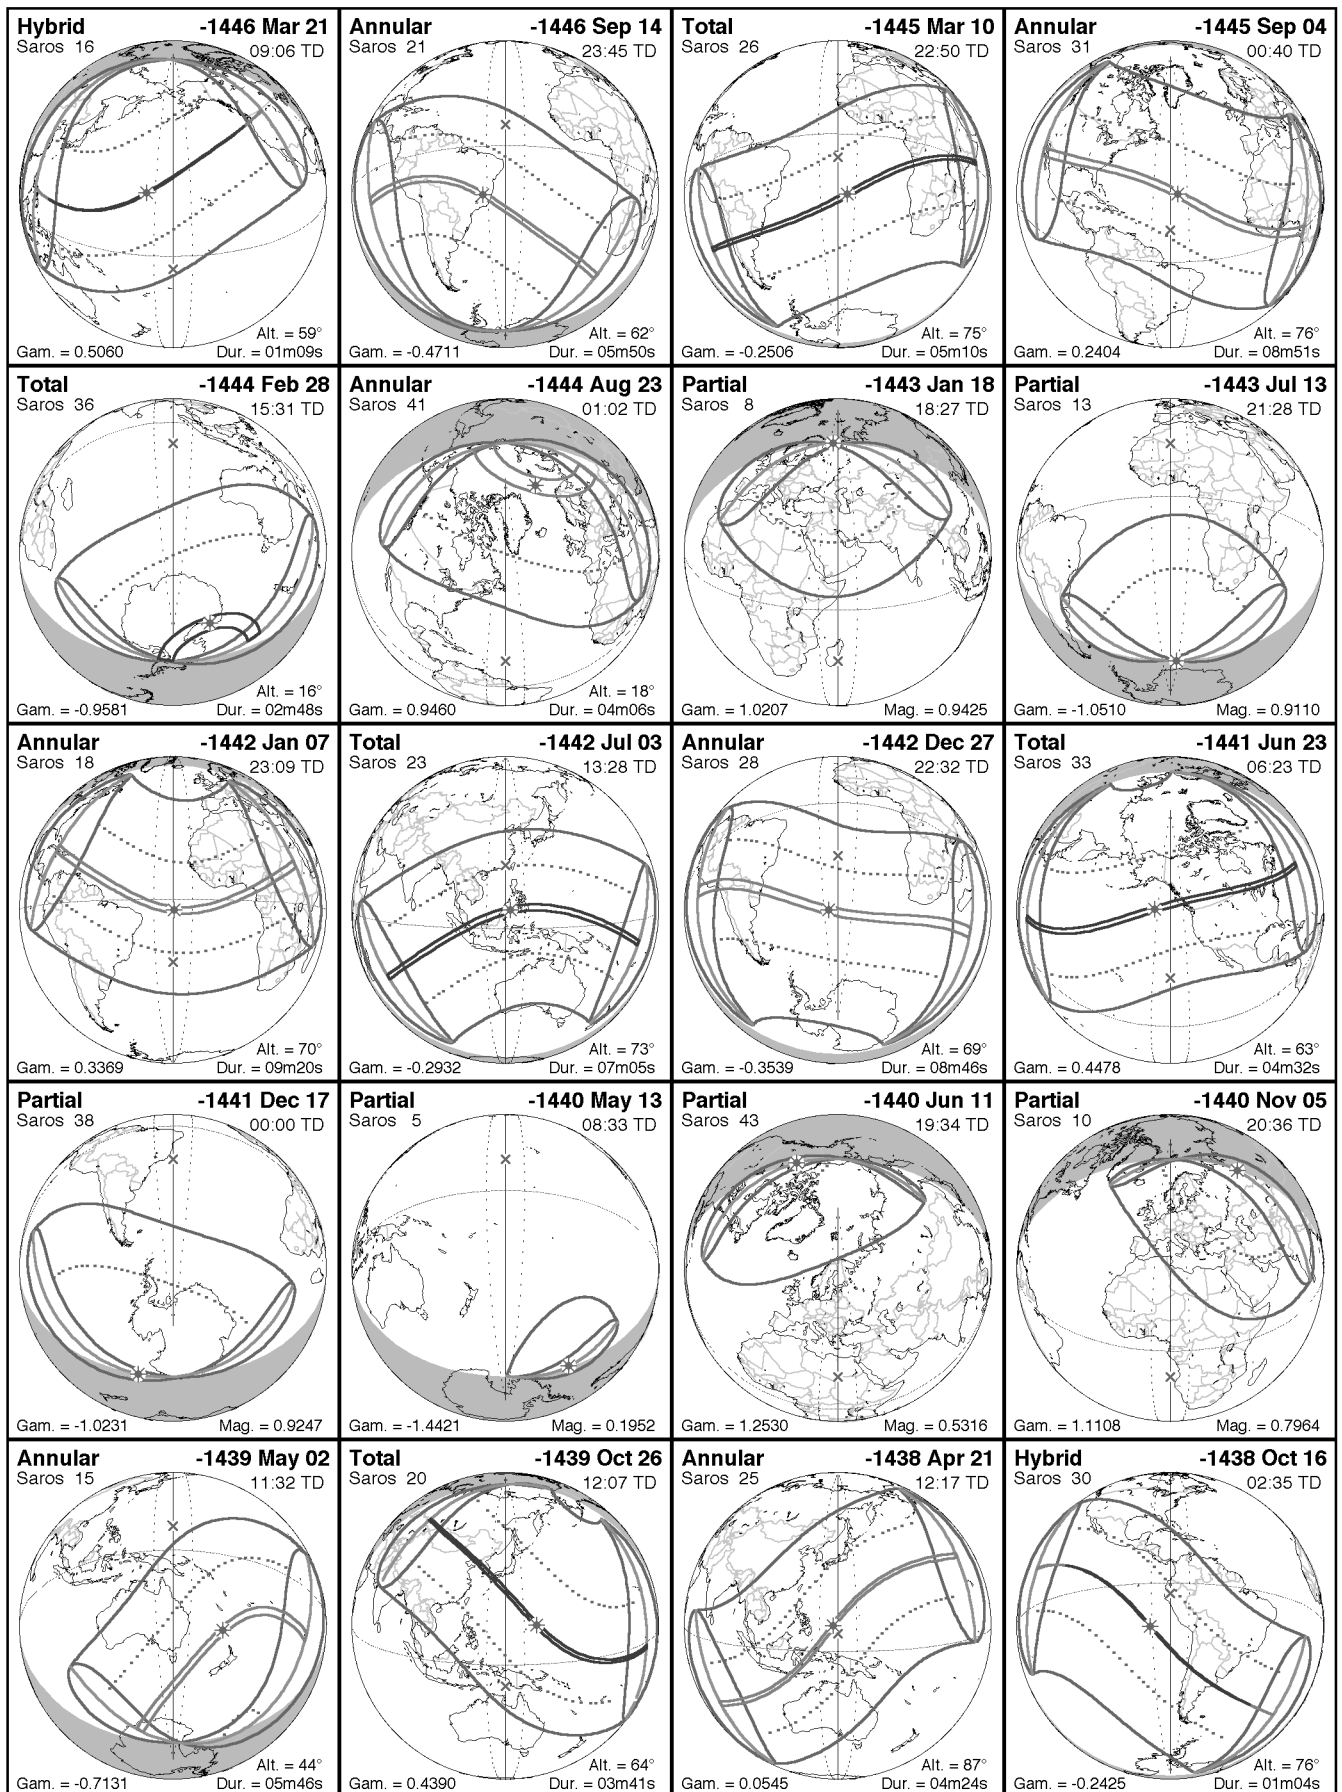 Hybrid -1446 Mar 21
Saros 16 09:06 TD
Alt. = 59°
Gam. = 0.5060 Dur. = 01m09s
Annular -1446 Sep 14
Saros 21 23:45 TD
Alt. = 62°
Gam. = -0.4711 Dur. = 05m50s
Total -1445 Mar 10
Saros 26 22:50 TD
Alt. = 75°
Gam. = -0.2506 Dur. = 05m10s
Annular -1445 Sep 04
Saros 31 00:40 TD
Alt. = 76°
Gam. = 0.2404 Dur. = 08m51s
Total -1444 Feb 28
Saros 36 15:31 TD
Alt. = 16°
Gam. = -0.9581 Dur. = 02m48s
Annular -1444 Aug 23
Saros 41 01:02 TD
Alt. = 18°
Gam. = 0.9460 Dur. = 04m06s
Partial -1443 Jan 18
Saros 8 18:27 TD
Gam. = 1.0207 Mag. = 0.9425
Partial -1443 Jul 13
Saros 13 21:28 TD
Gam. = -1.0510 Mag. = 0.9110
Annular -1442 Jan 07
Saros 18 23:09 TD
Alt. = 70°
Gam. = 0.3369 Dur. = 09m20s
Total -1442 Jul 03
Saros 23 13:28 TD
Alt. = 73°
Gam. = -0.2932 Dur. = 07m05s
Annular -1442 Dec 27
Saros 28 22:32 TD
Alt. = 69°
Gam. = -0.3539 Dur. = 08m46s
Total -1441 Jun 23
Saros 33 06:23 TD
Alt. = 63°
Gam. = 0.4478 Dur. = 04m32s
Partial -1441 Dec 17
Saros 38 00:00 TD
Gam. = -1.0231 Mag. = 0.9247
Partial -1440 May 13
Saros 5 08:33 TD
Gam. = -1.4421 Mag. = 0.1952
Partial -1440 Jun 11
Saros 43 19:34 TD
Gam. = 1.2530 Mag. = 0.5316
Partial -1440 Nov 05
Saros 10 20:36 TD
Gam. = 1.1108 Mag. = 0.7964
Annular -1439 May 02
Saros 15 11:32 TD
Alt. = 44°
Gam. = -0.7131 Dur. = 05m46s
Total -1439 Oct 26
Saros 20 12:07 TD
Alt. = 64°
Gam. = 0.4390 Dur. = 03m41s
Annular -1438 Apr 21
Saros 25 12:17 TD
Alt. = 87°
Gam. = 0.0545 Dur. = 04m24s
Hybrid -1438 Oct 16
Saros 30 02:35 TD
Alt. = 76°
Gam. = -0.2425 Dur. = 01m04s